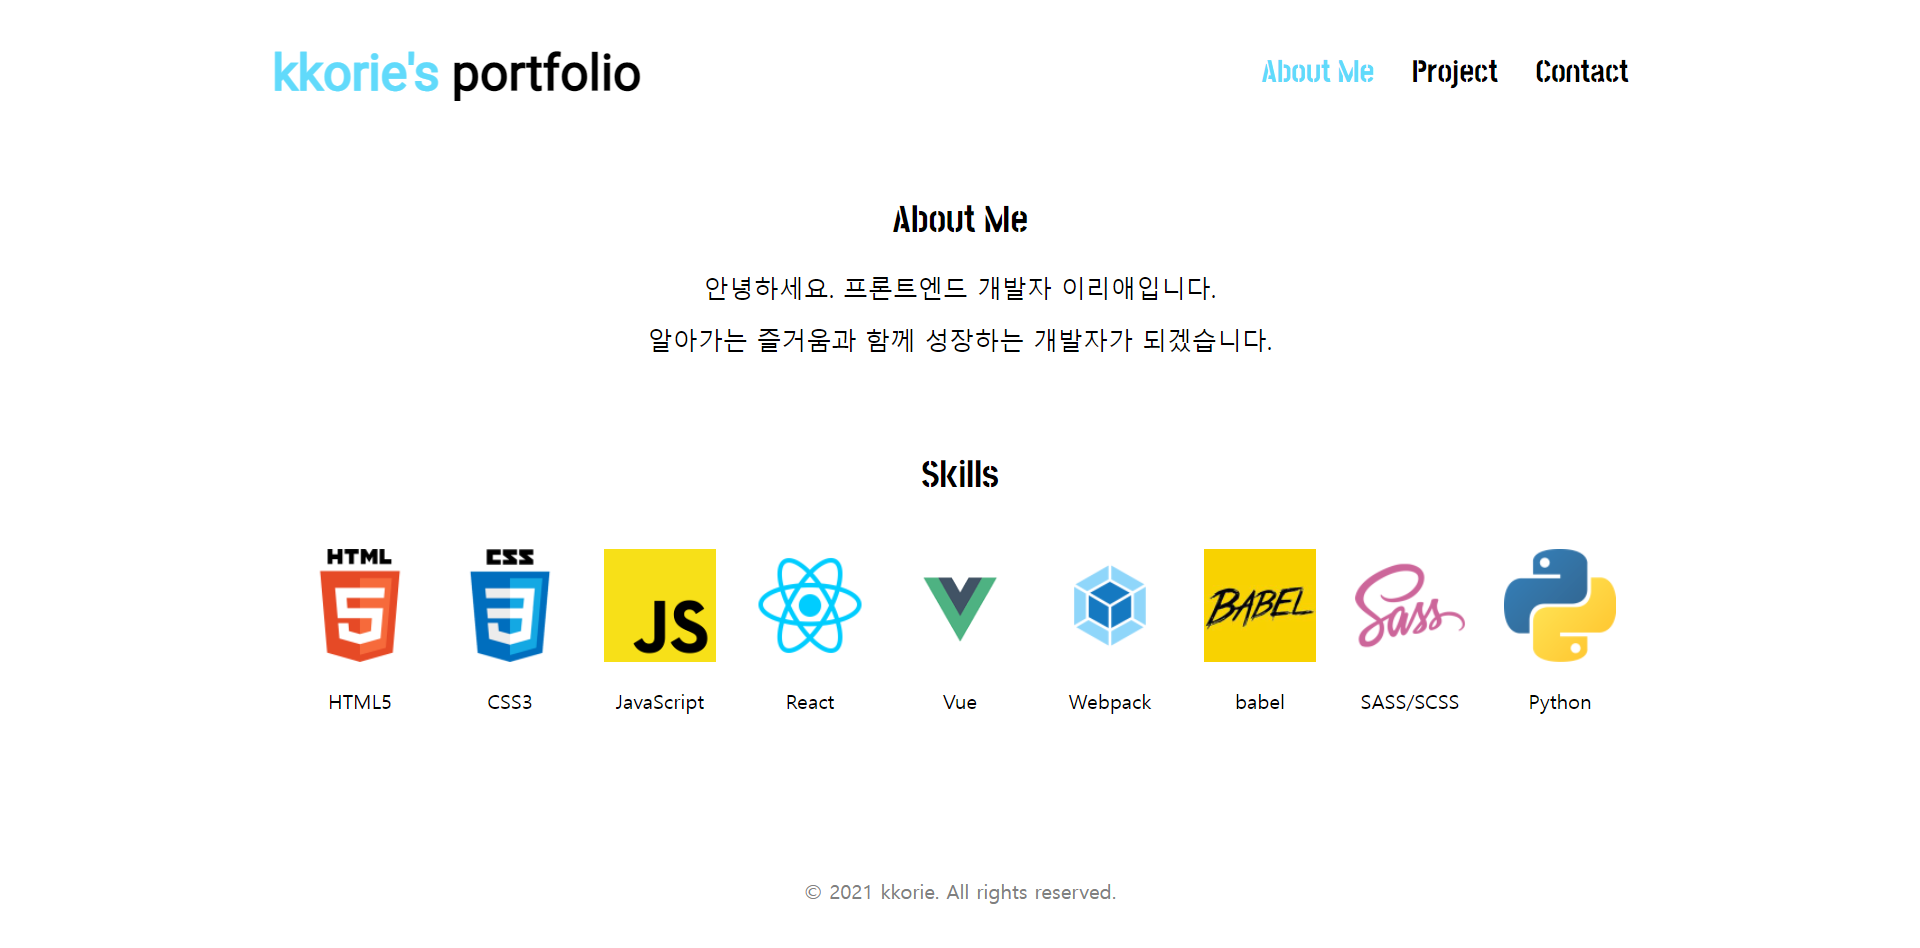 kkorie's portfolio
About Me Project Contact
About Me
안녕하세요. 프론트엔드 개발자 이리애입니다.
알아가는 즐거움과 함께 성장하는 개발자가 되겠습니다.
Skills
HTML CSS JS BABEL Sass
HTML5 CSS3 JavaScript React Vue Webpack babel SASS/SCSS Python
© 2021 kkorie. All rights reserved.